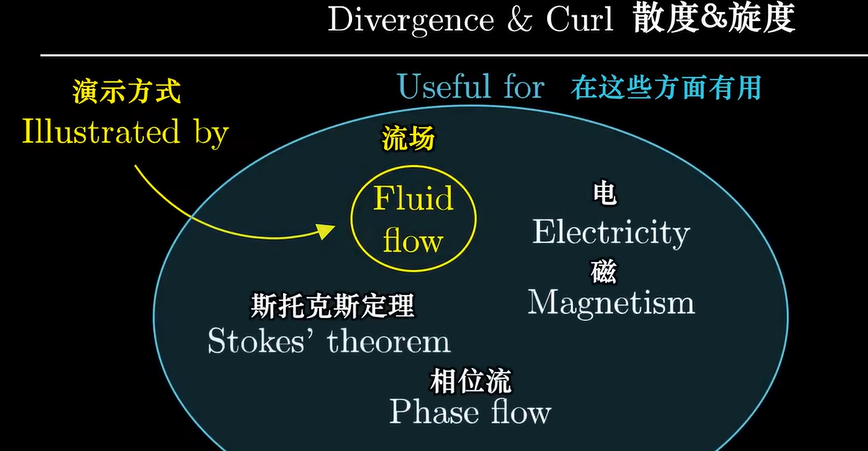 Divergence & Curl 散度&旋度
演示方式
Illustrated by
Useful for 在这些方面有用
流场
Fluid
flow
电
Electricity
磁
Magnetism
斯托克斯定理
Stokes' theorem
相位流
Phase flow